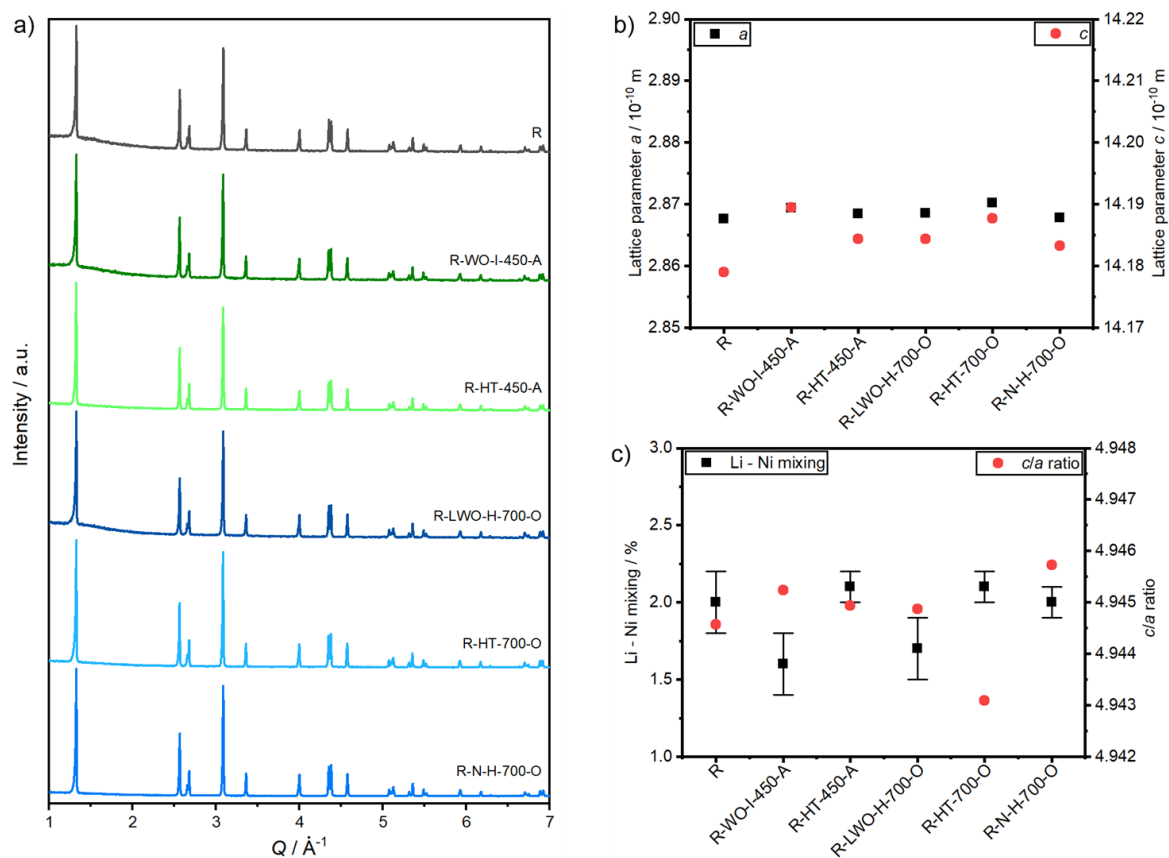 a)
Intensity / a.u.
R
R-WO-I-450-A
R-HT-450-A
R-LWO-H-700-O
R-HT-700-O
R-N-H-700-O
1 2 3 4 5 6 7
Q / Å⁻¹
b)
a
c
Lattice parameter a / 10⁻¹⁰ m
2.90
2.89
2.88
2.87
2.86
2.85
14.22
14.21
14.20
14.19
14.18
14.17
Lattice parameter c / 10⁻¹⁰ m
R
R-WO-I-450-A
R-HT-450-A
R-LWO-H-700-O
R-HT-700-O
R-N-H-700-O
c)
Li - Ni mixing
c/a ratio
Li - Ni mixing / %
3.0
2.5
2.0
1.5
1.0
4.948
4.947
4.946
4.945
4.944
4.943
4.942
c/a ratio
R
R-WO-I-450-A
R-HT-450-A
R-LWO-H-700-O
R-HT-700-O
R-N-H-700-O